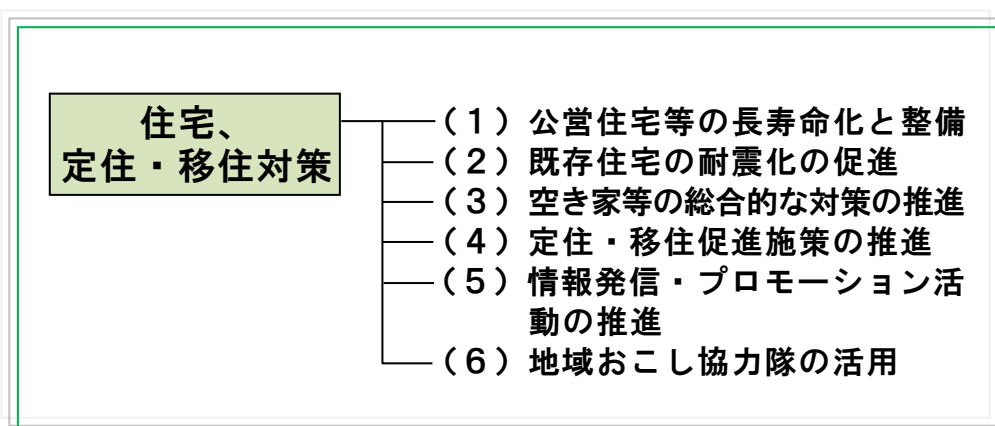 住宅、
定住・移住対策
（１）公営住宅等の長寿命化と整備
（２）既存住宅の耐震化の促進
（３）空き家等の総合的な対策の推進
（４）定住・移住促進施策の推進
（５）情報発信・プロモーション活
動の推進
（６）地域おこし協力隊の活用